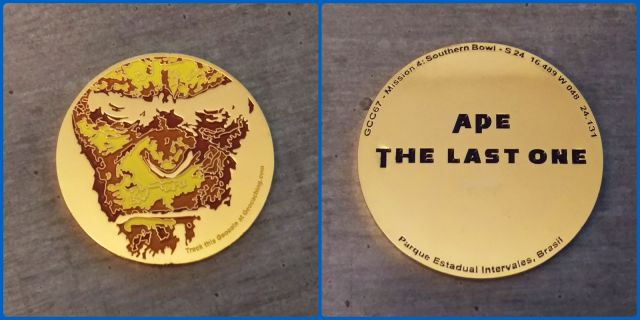 Track this Geocoin at Geocaching.com
GCC67 - Mission 4: Southern Bowl - S 24 16.489 W 048 24.131
APE
THE LAST ONE
Parque Estadual Intervales, Brasil